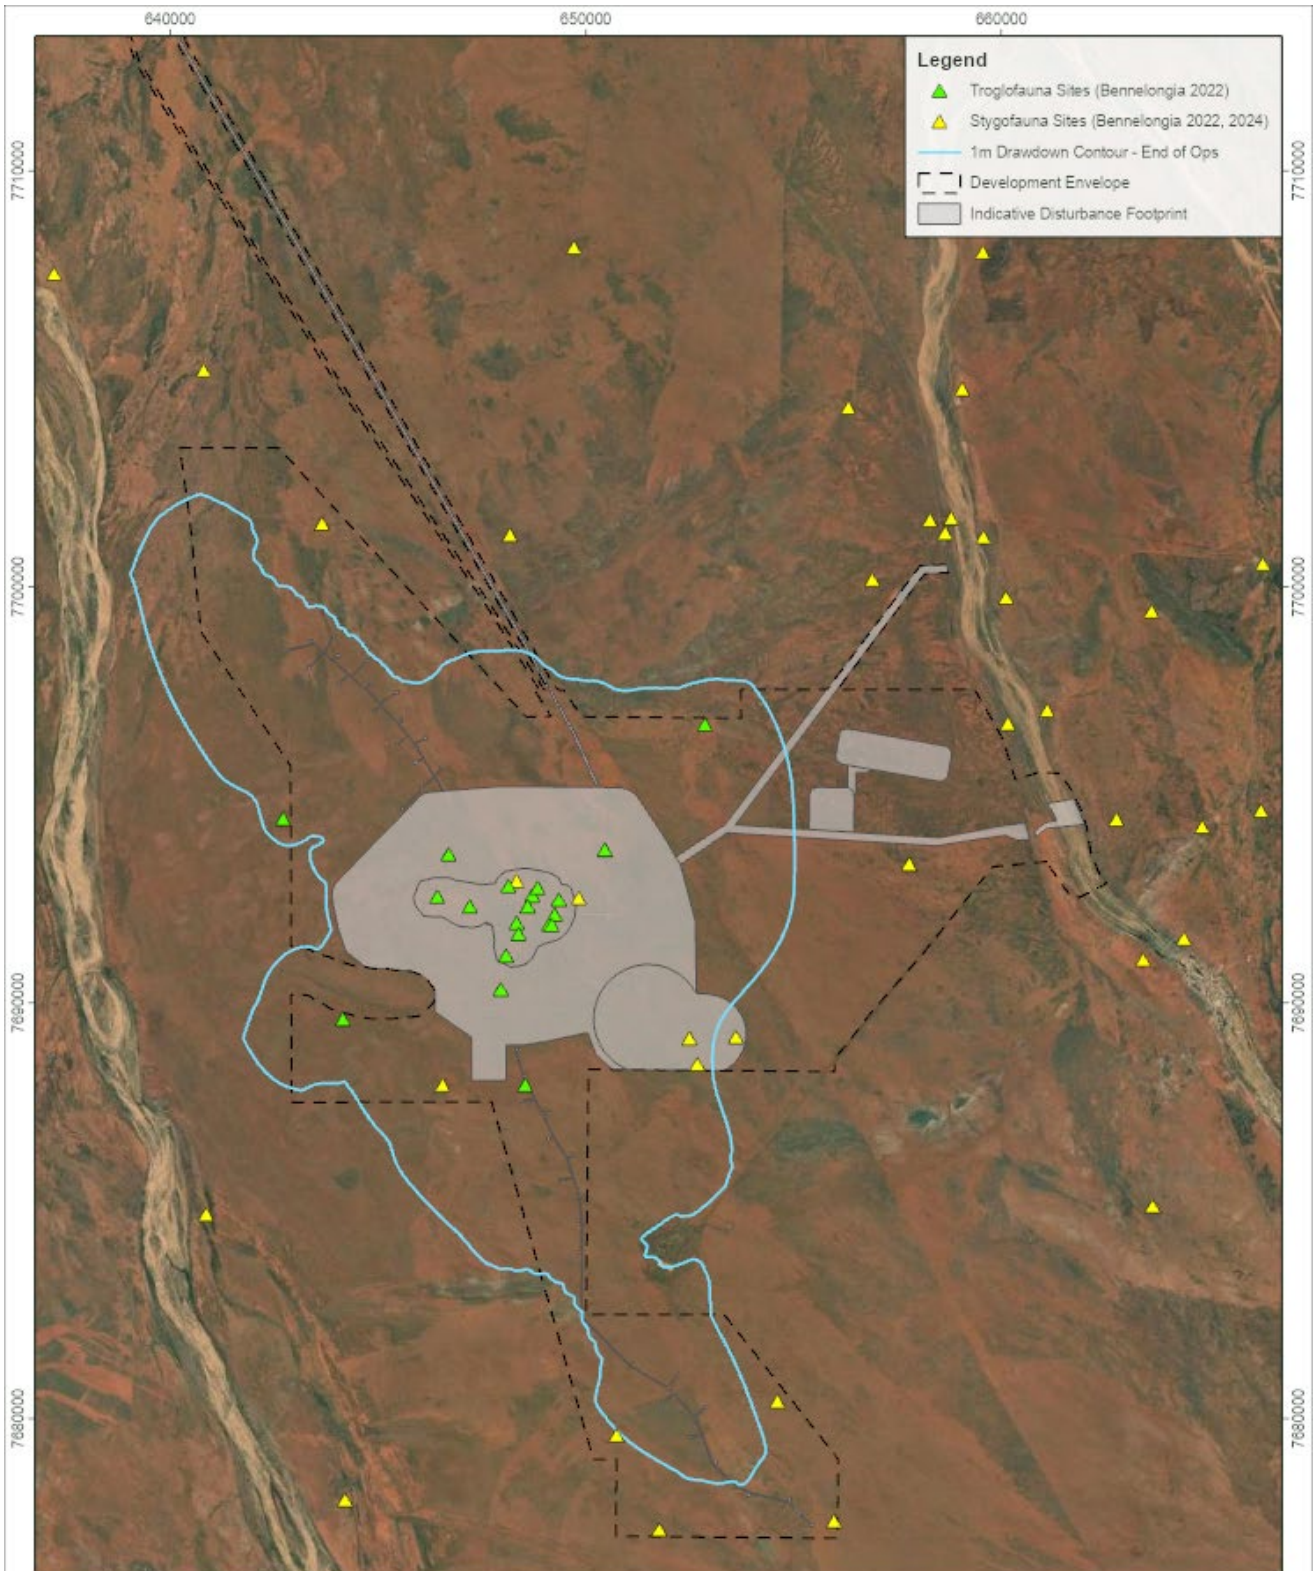 640000
650000
660000
Legend
Troglofauna Sites (Bennelongia 2022)
Stygofauna Sites (Bennelongia 2022, 2024)
1m Drawdown Contour - End of Ops
Development Envelope
Indicative Disturbance Footprint
7710000
7710000
7700000
7700000
7690000
7690000
7680000
7680000